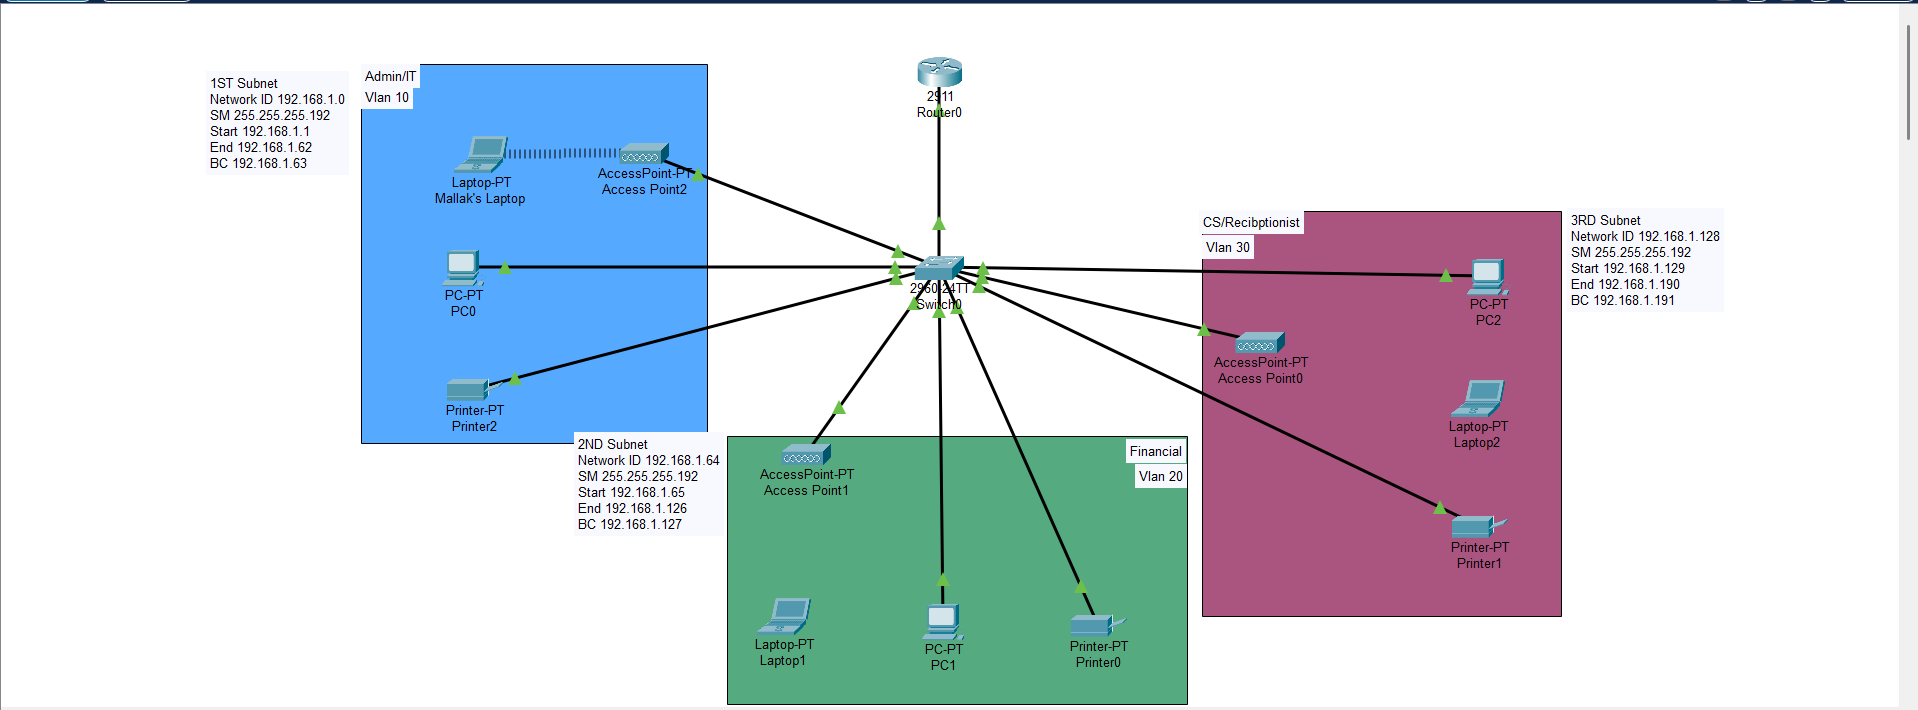 1ST Subnet
Network ID 192.168.1.0
SM 255.255.255.192
Start 192.168.1.1
End 192.168.1.62
BC 192.168.1.63
Admin/IT
Vlan 10
Laptop-PT
Mallak's Laptop
AccessPoint-PT
Access Point2
PC-PT
PC0
Printer-PT
Printer2
2911
Router0
2960-24TT
Switch0
CS/Recibptionist
Vlan 30
3RD Subnet
Network ID 192.168.1.128
SM 255.255.255.192
Start 192.168.1.129
End 192.168.1.190
BC 192.168.1.191
PC-PT
PC2
AccessPoint-PT
Access Point0
Laptop-PT
Laptop2
Printer-PT
Printer1
2ND Subnet
Network ID 192.168.1.64
SM 255.255.255.192
Start 192.168.1.65
End 192.168.1.126
BC 192.168.1.127
Financial
Vlan 20
AccessPoint-PT
Access Point1
Laptop-PT
Laptop1
PC-PT
PC1
Printer-PT
Printer0